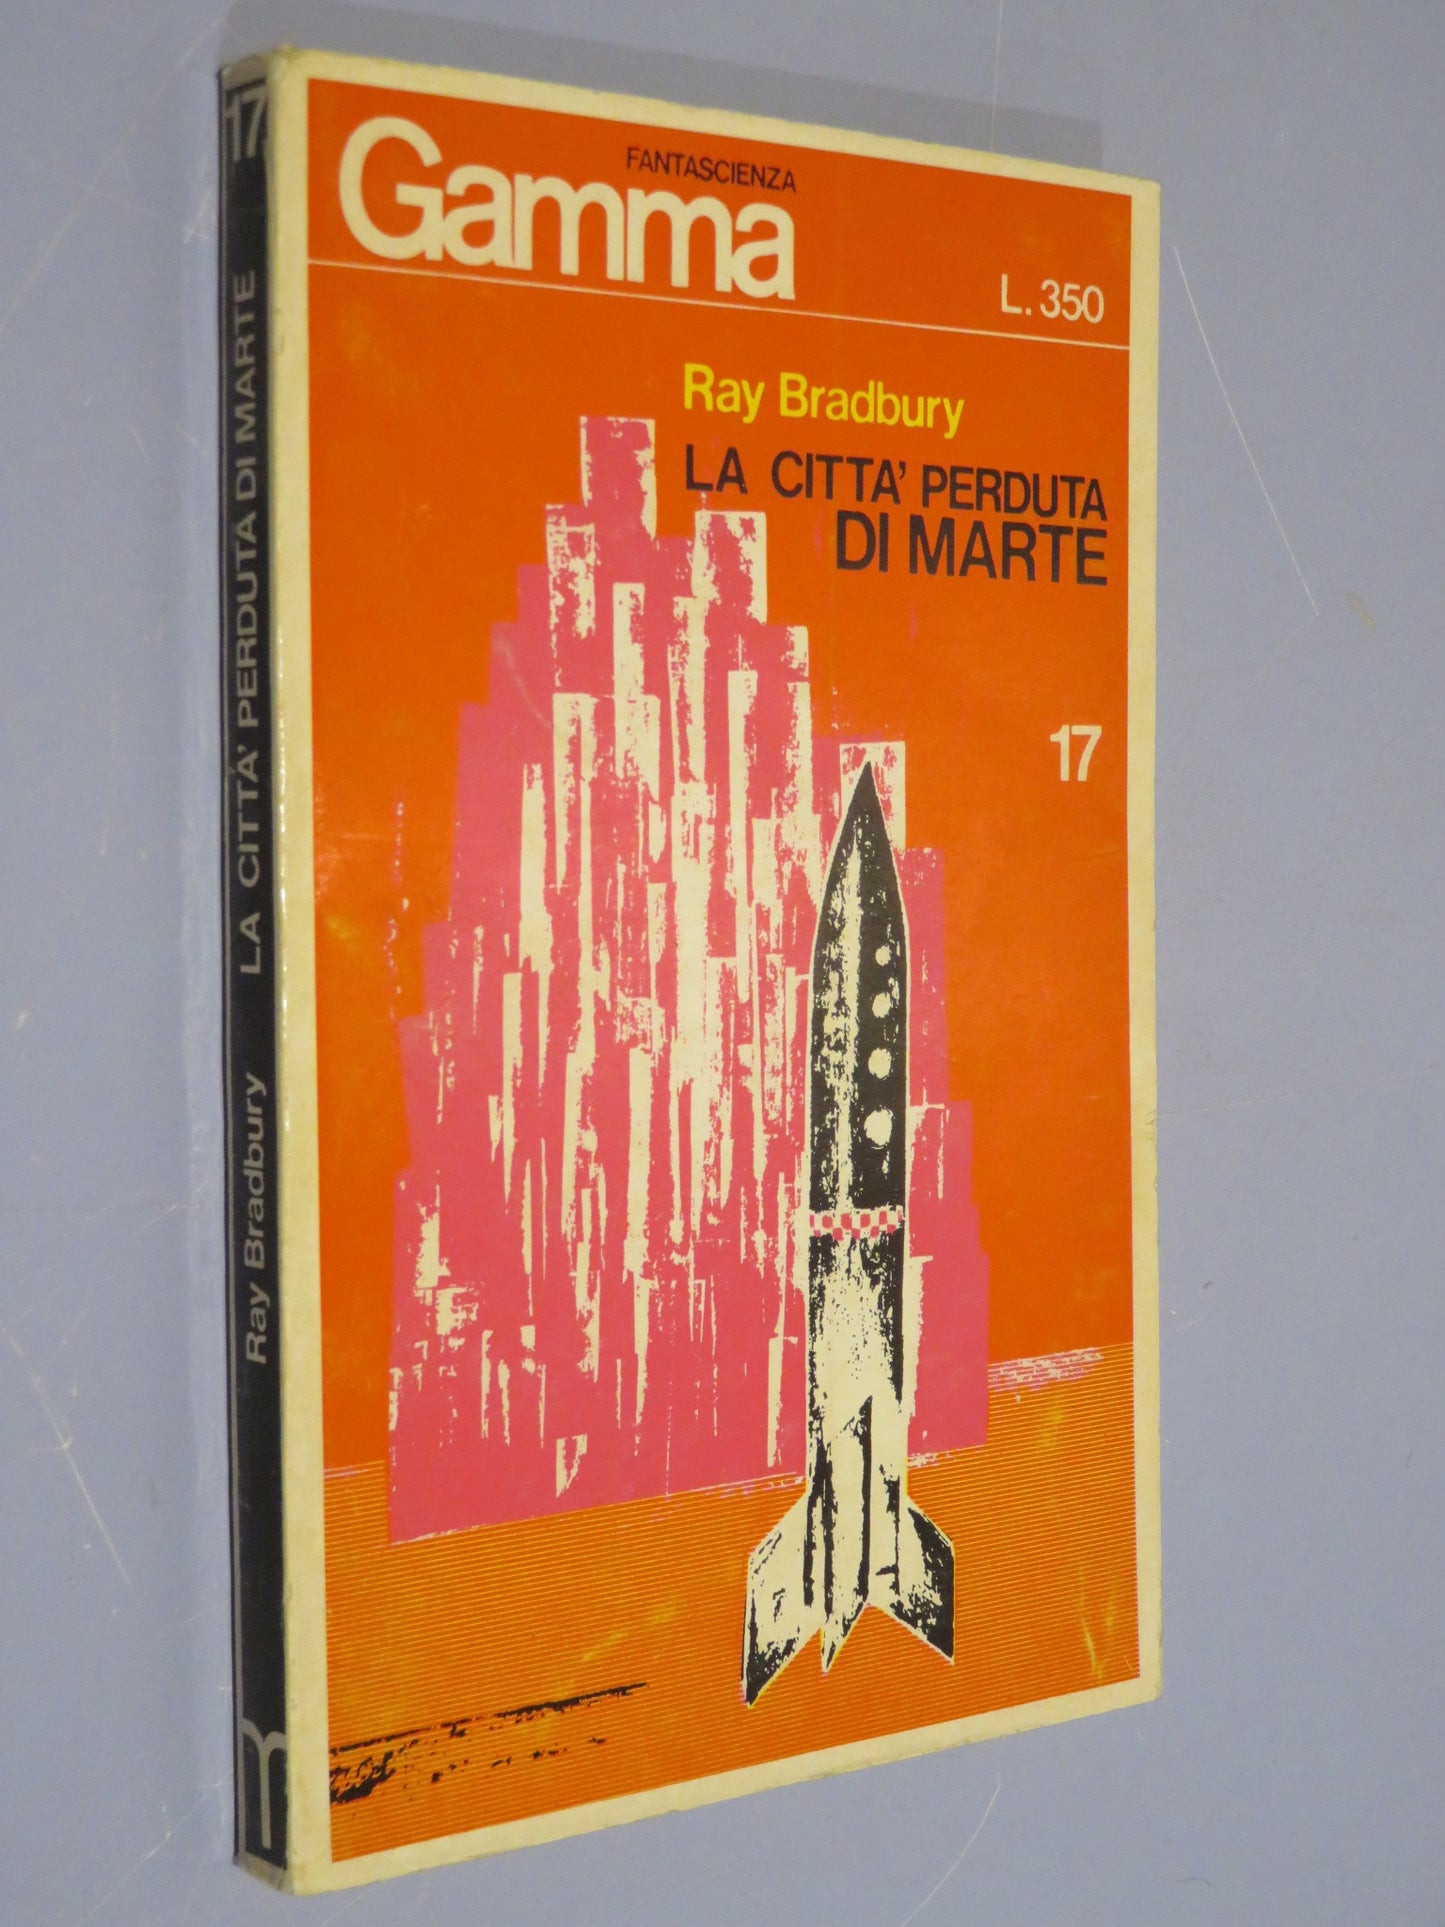 FANTASCIENZA
Gamma
L. 350
Ray Bradbury
LA CITTA' PERDUTA
DI MARTE
17
17
Ray Bradbury LA CITTA' PERDUTA DI MARTE
γ